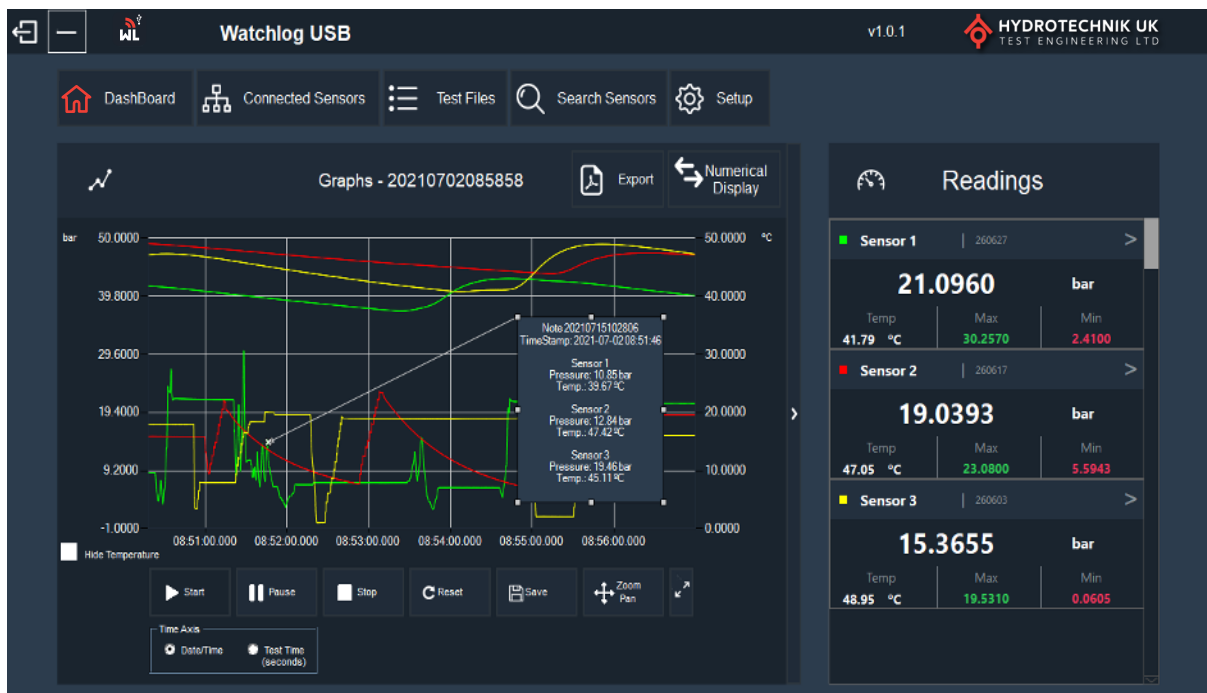 WL
Watchlog USB
v1.0.1
HYDROTECHNIK UK
TEST ENGINEERING LTD
DashBoard
Connected Sensors
Test Files
Search Sensors
Setup
Graphs - 20210702085858
Export
Numerical
Display
Readings
bar
50.0000
39.8000
29.6000
19.4000
9.2000
-1.0000
50.0000 ºC
40.0000
30.0000
20.0000
10.0000
0.0000
Note 20210715102806
TimeStamp: 2021-07-02 08:51:46
Sensor 1
Pressure: 10.85 bar
Temp.: 39.67 ºC
Sensor 2
Pressure: 12.84 bar
Temp.: 47.42 ºC
Sensor 3
Pressure: 19.46 bar
Temp.: 45.11 ºC
08:51:00.000 08:52:00.000 08:53:00.000 08:54:00.000 08:55:00.000 08:56:00.000
Hide Temperature
Start
Pause
Stop
Reset
Save
Zoom
Pan
Time Axis
Date/Time
Test Time
(seconds)
Sensor 1 | 260627 >
21.0960 bar
Temp Max Min
41.79 ºC 30.2570 2.4100
Sensor 2 | 260617 >
19.0393 bar
Temp Max Min
47.05 ºC 23.0800 5.5943
Sensor 3 | 260603 >
15.3655 bar
Temp Max Min
48.95 ºC 19.5310 0.0605